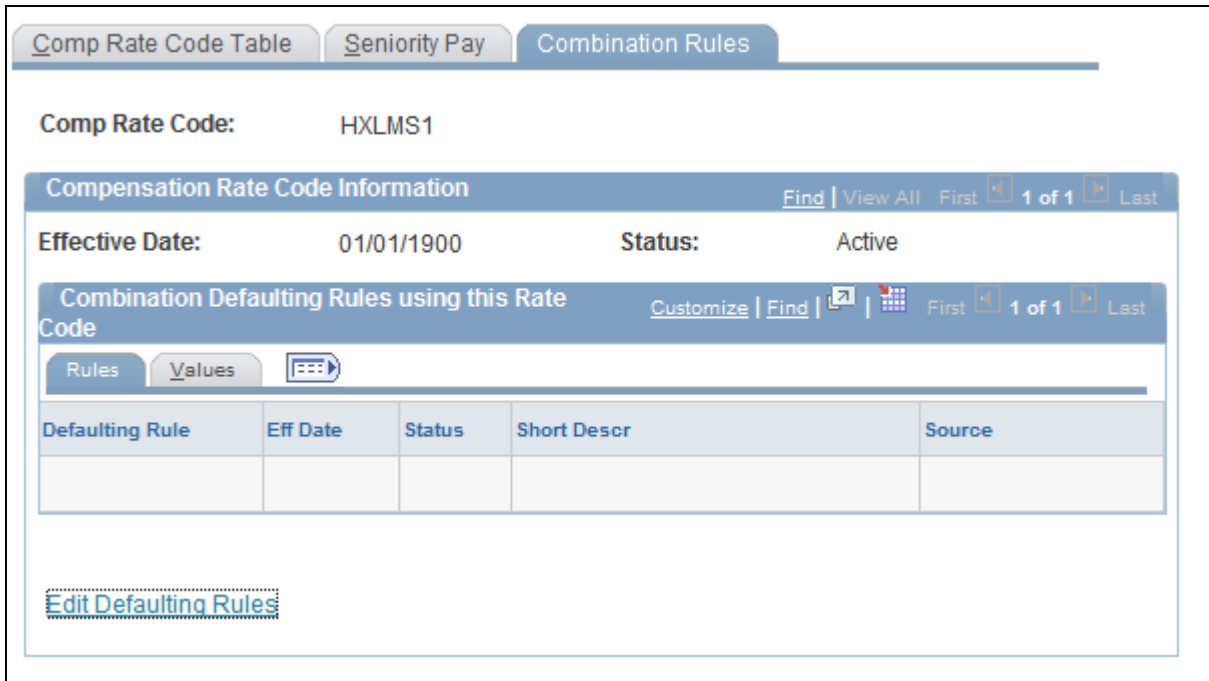 Comp Rate Code Table Seniority Pay Combination Rules
Comp Rate Code: HXLMS1
Compensation Rate Code Information Find | View All First 1 of 1 Last
Effective Date: 01/01/1900 Status: Active
Combination Defaulting Rules using this Rate
Code Customize | Find | | First 1 of 1 Last
Rules Values
Defaulting Rule Eff Date Status Short Descr Source
Edit Defaulting Rules